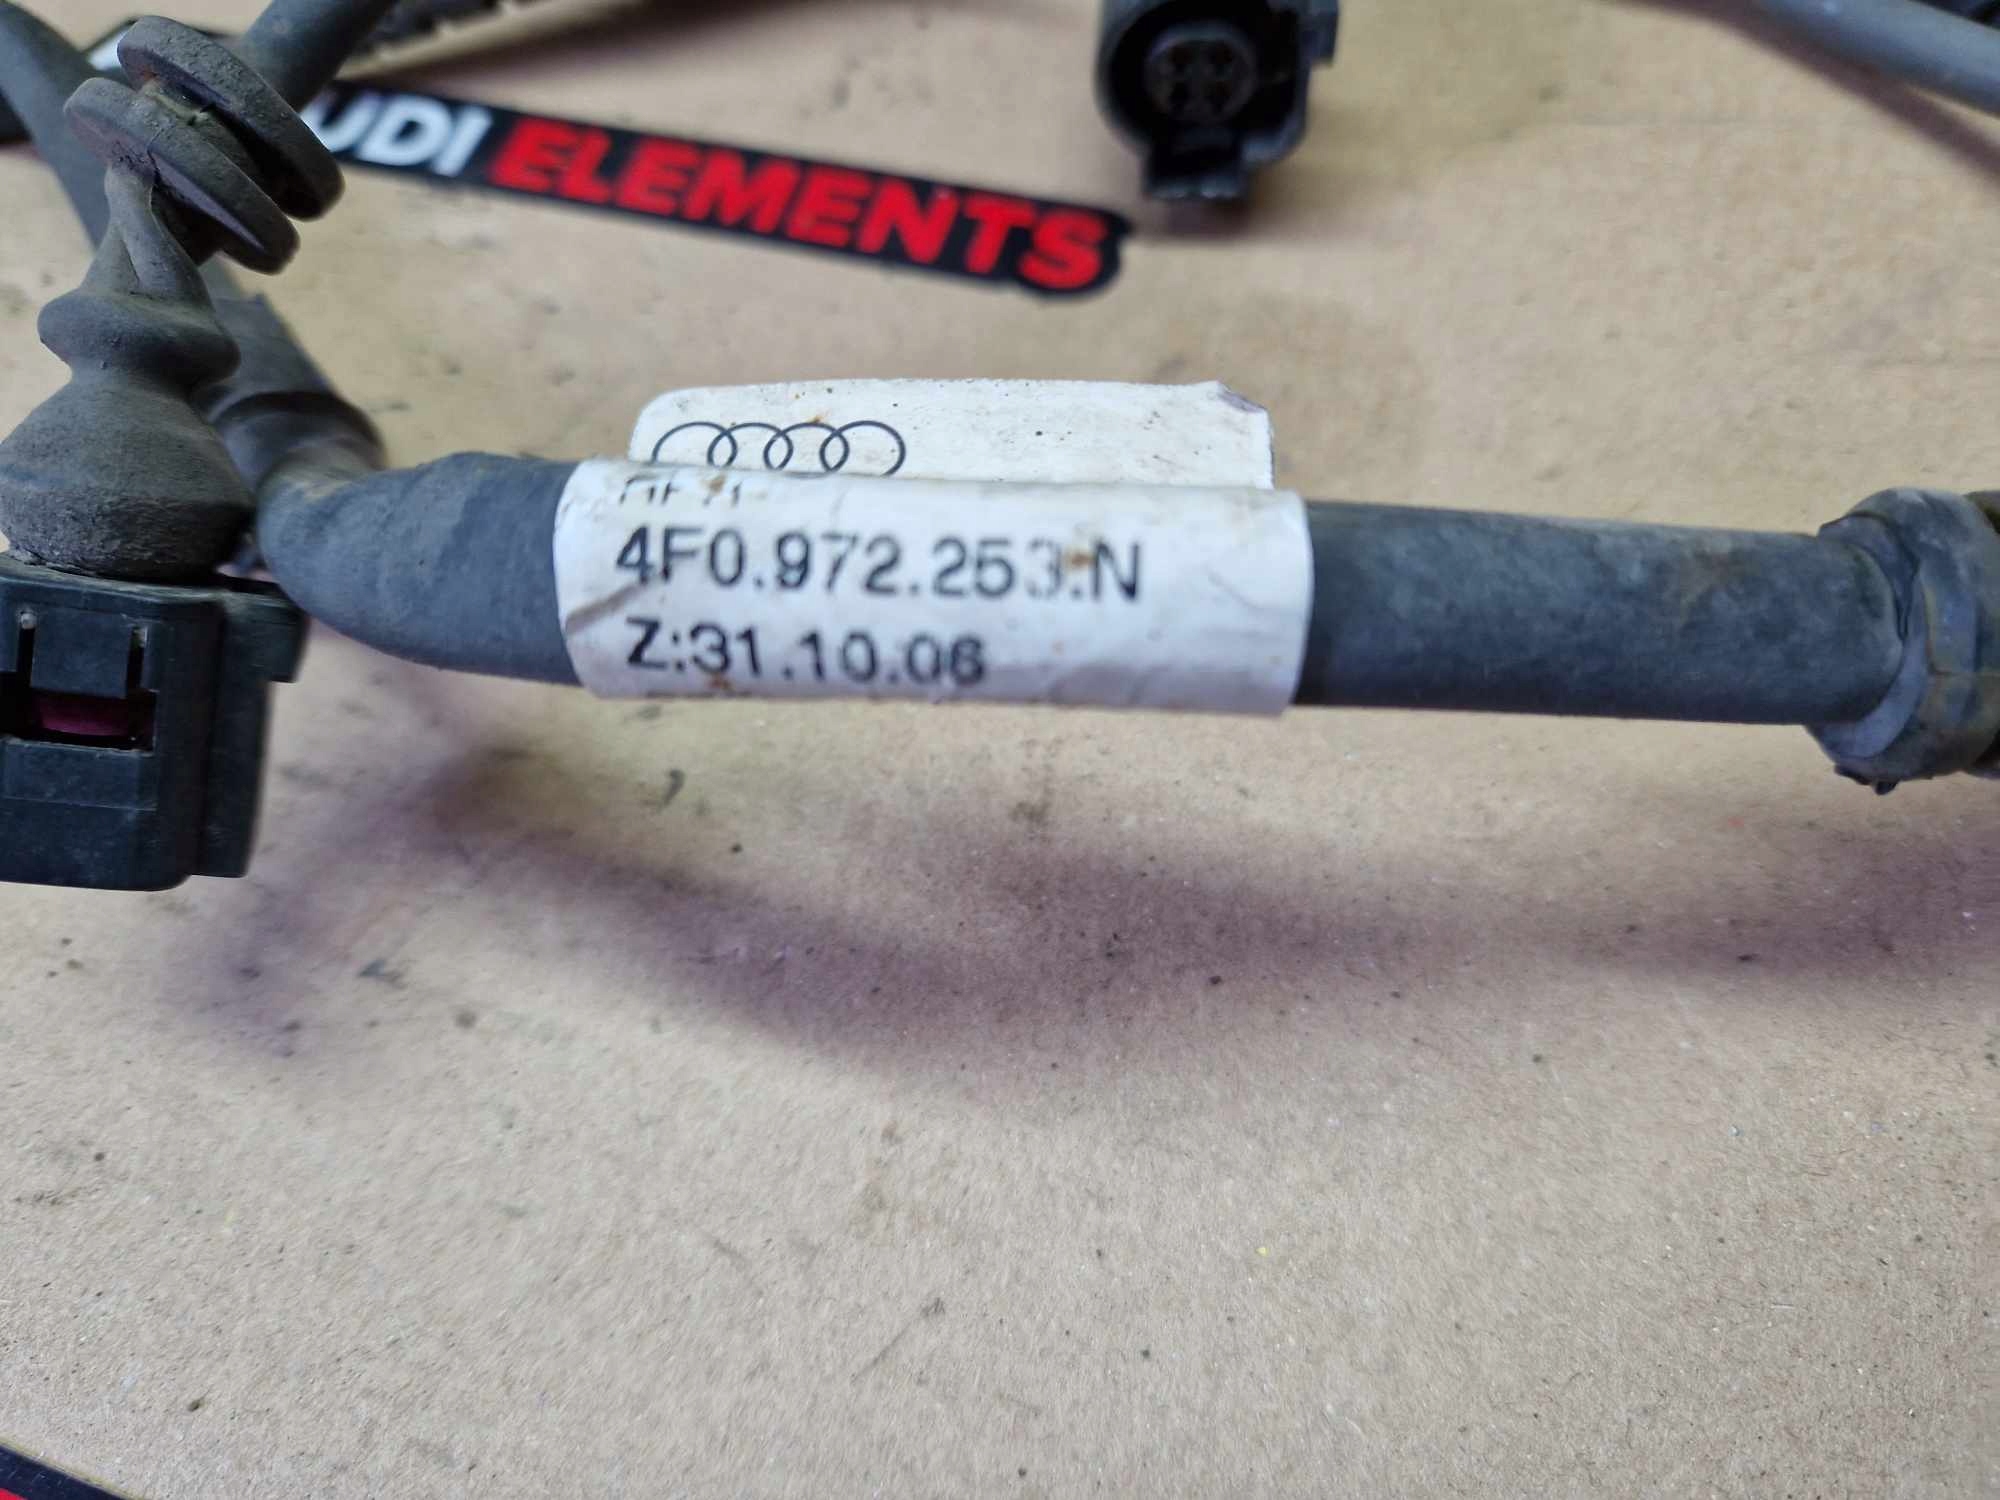 UDI ELEMENTS
4F0.972.253.N
Z:31.10.06